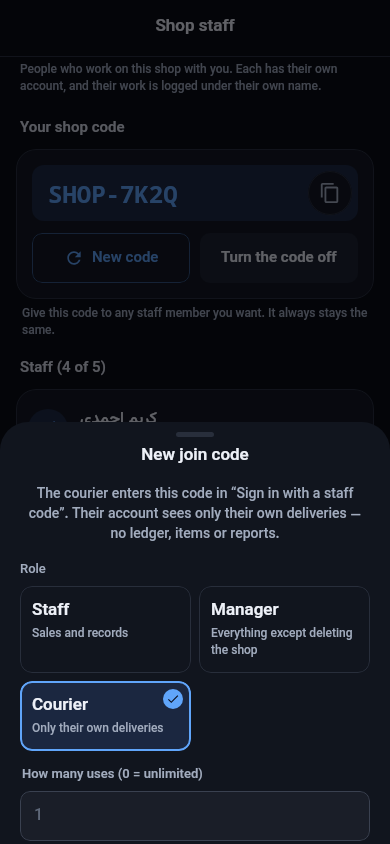 Shop staff
People who work on this shop with you. Each has their own
account, and their work is logged under their own name.
Your shop code
SHOP-7K2Q
New code
Turn the code off
Give this code to any staff member you want. It always stays the
same.
Staff (4 of 5)
کریم احمدی
New join code
The courier enters this code in “Sign in with a staff
code”. Their account sees only their own deliveries —
no ledger, items or reports.
Role
Staff
Sales and records
Manager
Everything except deleting
the shop
Courier
Only their own deliveries
How many uses (0 = unlimited)
1